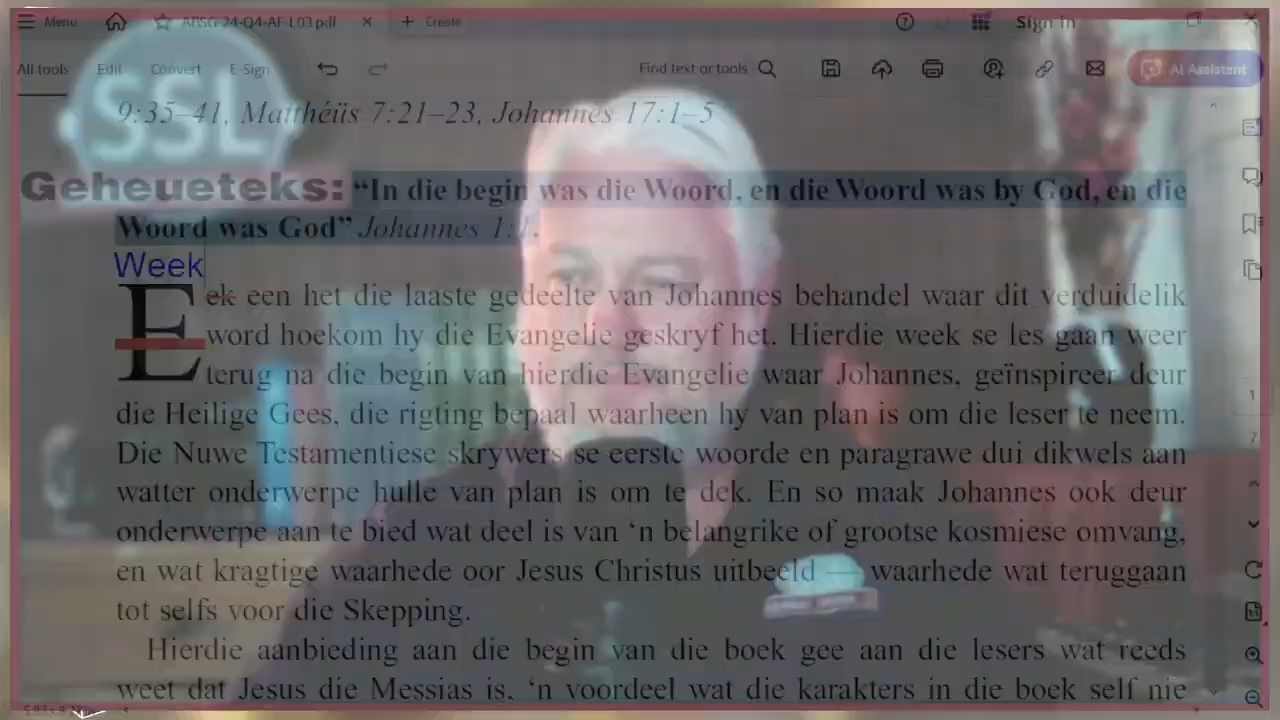 Menu ABSG-24-Q4-AF-L03 pdf Create Sign in
All tools Edit Convert E-Sign Find text or tools AI Assistent
SSL
9:35–41, Matthéüs 7:21–23, Johannes 17:1–5
Geheueteks: “In die begin was die Woord, en die Woord was by God, en die
Woord was God” Johannes 1:1.
Week
Eek een het die laaste gedeelte van Johannes behandel waar dit verduidelik
word hoekom hy die Evangelie geskryf het. Hierdie week se les gaan weer
terug na die begin van hierdie Evangelie waar Johannes, geïnspireer deur
die Heilige Gees, die rigting bepaal waarheen hy van plan is om die leser te neem.
Die Nuwe Testamentiese skrywers se eerste woorde en paragrawe dui dikwels aan
watter onderwerpe hulle van plan is om te dek. En so maak Johannes ook deur
onderwerpe aan te bied wat deel is van ‘n belangrike of grootse kosmiese omvang,
en wat kragtige waarhede oor Jesus Christus uitbeeld — waarhede wat teruggaan
tot selfs voor die Skepping.
Hierdie aanbieding aan die begin van die boek gee aan die lesers wat reeds
weet dat Jesus die Messias is, ‘n voordeel wat die karakters in die boek self nie